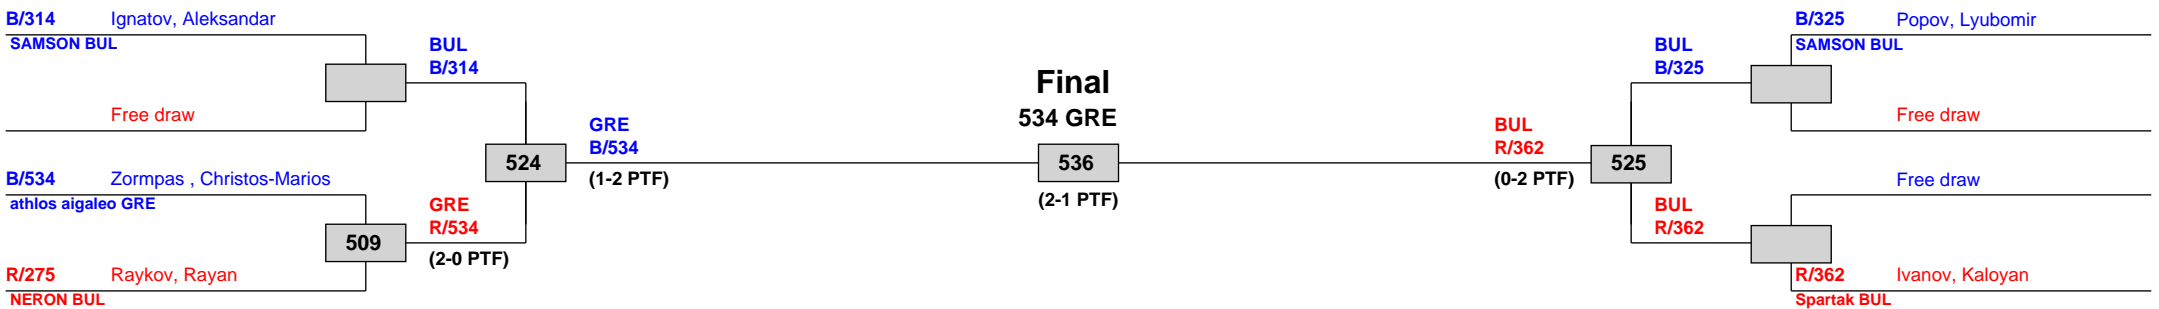 B/314 Ignatov, Aleksandar
SAMSON BUL
Free draw
B/534 Zormpas , Christos-Marios
athlos aigaleo GRE
R/275 Raykov, Rayan
NERON BUL
BUL
B/314
509
GRE
R/534
(2-0 PTF)
524
GRE
B/534
(1-2 PTF)
Final
534 GRE
536
(2-1 PTF)
BUL
R/362
(0-2 PTF)
525
BUL
B/325
BUL
R/362
B/325 Popov, Lyubomir
SAMSON BUL
Free draw
Free draw
R/362 Ivanov, Kaloyan
Spartak BUL